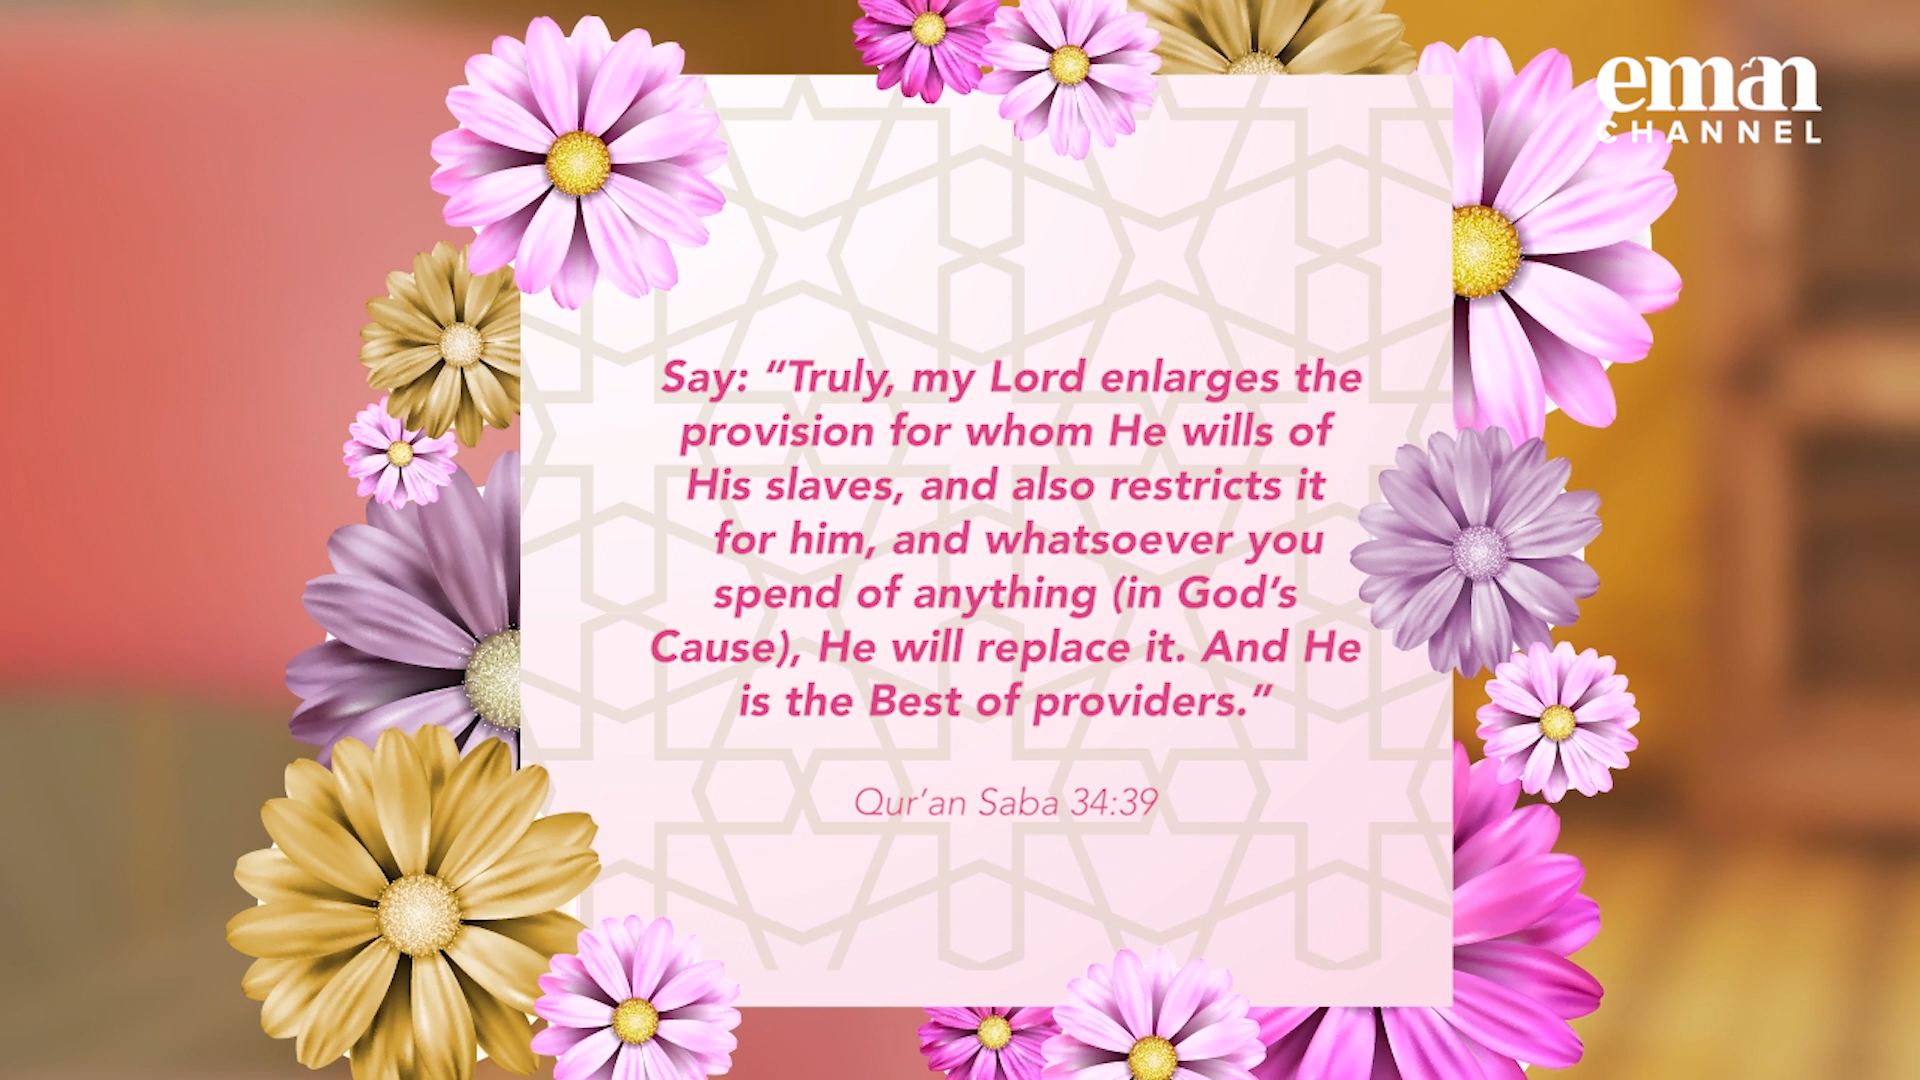 eman
CHANNEL
Say: “Truly, my Lord enlarges the
provision for whom He wills of
His slaves, and also restricts it
for him, and whatsoever you
spend of anything (in God’s
Cause), He will replace it. And He
is the Best of providers.”
Qur’an Saba 34:39